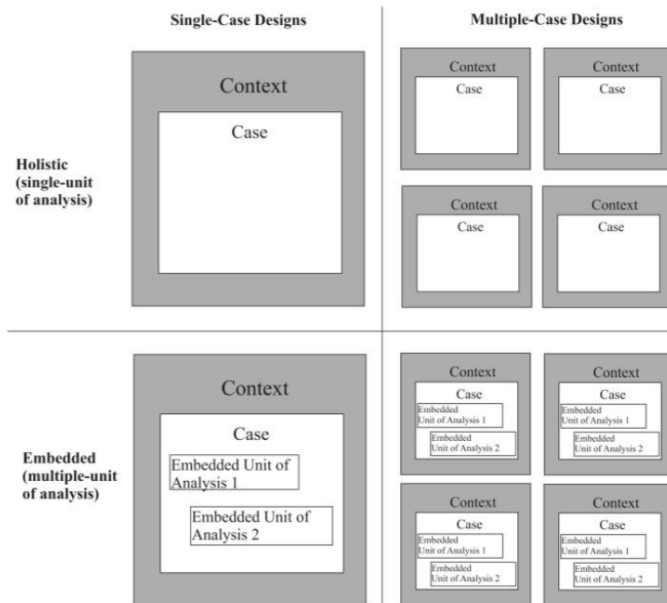 Single-Case Designs
Multiple-Case Designs
Holistic
(single-unit
of analysis)
Context
Case
Context
Case
Context
Case
Context
Case
Context
Case
Embedded
(multiple-unit
of analysis)
Context
Case
Embedded Unit of
Analysis 1
Embedded Unit of
Analysis 2
Context
Case
Embedded
Unit of Analysis 1
Embedded
Unit of Analysis 2
Context
Case
Embedded
Unit of Analysis 1
Embedded
Unit of Analysis 2
Context
Case
Embedded
Unit of Analysis 1
Embedded
Unit of Analysis 2
Context
Case
Embedded
Unit of Analysis 1
Embedded
Unit of Analysis 2